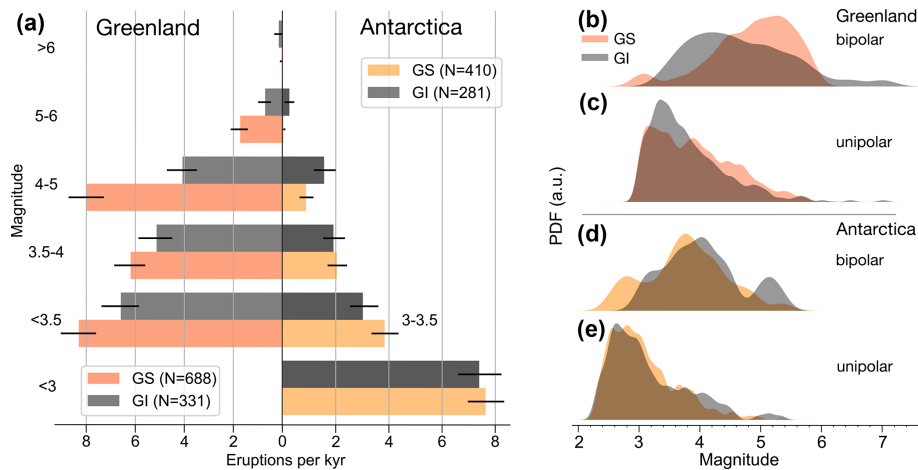 (a)
Greenland
Antarctica
GS (N=410)
GI (N=281)
>6
5-6
4-5
3.5-4
<3.5
<3
3-3.5
Magnitude
GS (N=688)
GI (N=331)
8 6 4 2 0 2 4 6 8
Eruptions per kyr
(b)
Greenland
bipolar
GS
GI
(c)
unipolar
PDF (a.u.)
(d)
Antarctica
bipolar
(e)
unipolar
2 3 4 5 6 7
Magnitude